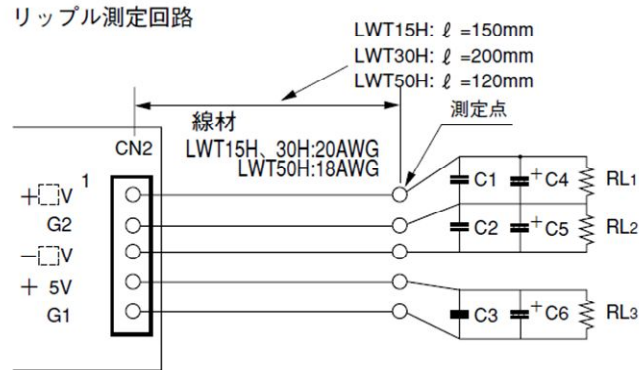 リップル測定回路
LWT15H: ℓ =150mm
LWT30H: ℓ =200mm
LWT50H: ℓ =120mm
測定点
線材
LWT15H、30H:20AWG
LWT50H:18AWG
CN2
1
+V
G2
−V
+ 5V
G1
C1
+C4
RL1
C2
+C5
RL2
C3
+C6
RL3